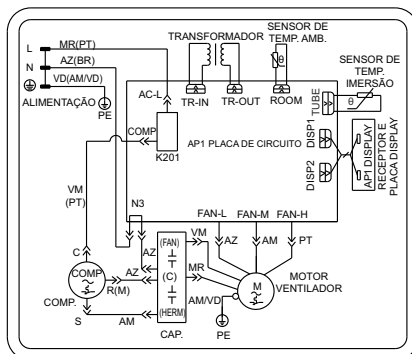 L
MR(PT)
N
AZ(BR)
VD(AM/VD)
ALIMENTAÇÃO
PE
TRANSFORMADOR
SENSOR DE
TEMP. AMB.
θ
SENSOR
DE TEMP.
IMERSÃO
θ
AC-L
TR-IN
TR-OUT
ROOM
TUBE
COMP
K201
AP1 PLACA DE CIRCUITO
DISP1
DISP2
AP1 DISPLAY
RECEPTOR E
PLACA DISPLAY
VM
(PT)
N3
FAN-L
FAN-M
FAN-H
VM
AZ
AM
PT
C
AZ
AZ
(FAN)
(C)
(HERM)
MR
COMP
R(M)
M
MOTOR
VENTILADOR
AM/VD
COMP.
S
AM
CAP.
PE